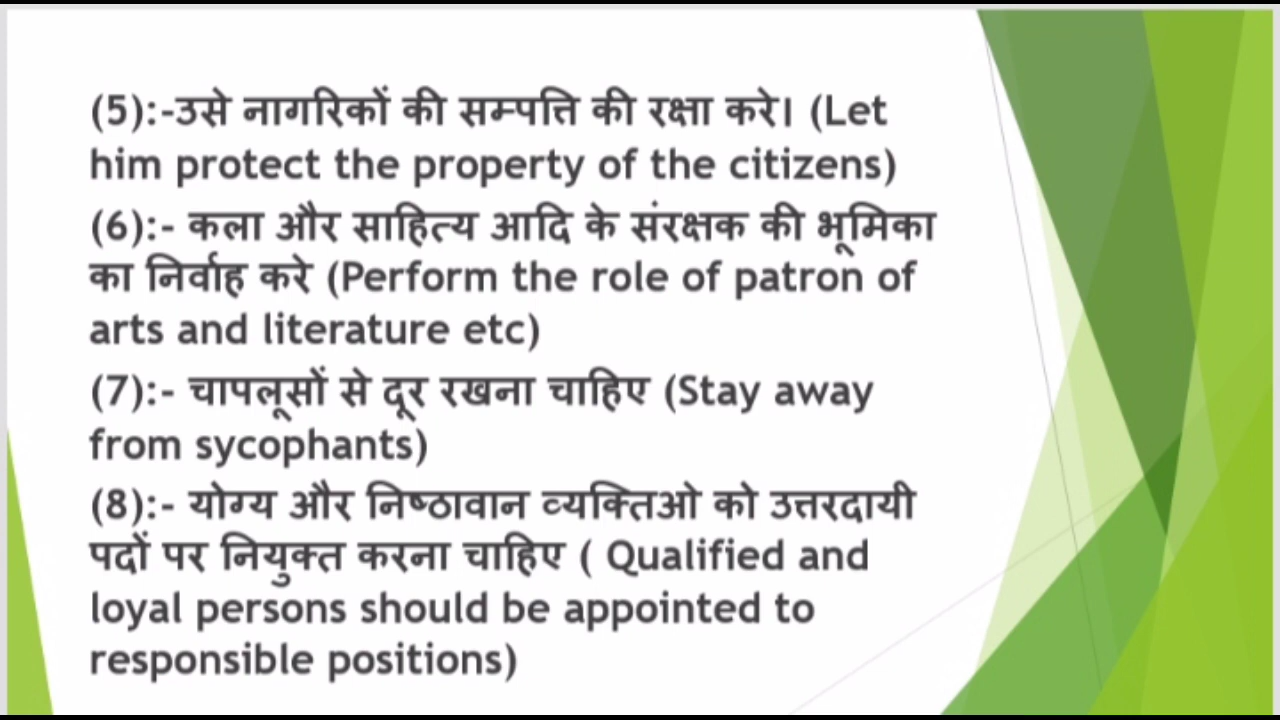 (5):-उसे नागरिकों की सम्पत्ति की रक्षा करे। (Let
him protect the property of the citizens)
(6):- कला और साहित्य आदि के संरक्षक की भूमिका
का निर्वाह करे (Perform the role of patron of
arts and literature etc)
(7):- चापलूसों से दूर रखना चाहिए (Stay away
from sycophants)
(8):- योग्य और निष्ठावान व्यक्तिओ को उत्तरदायी
पदों पर नियुक्त करना चाहिए ( Qualified and
loyal persons should be appointed to
responsible positions)